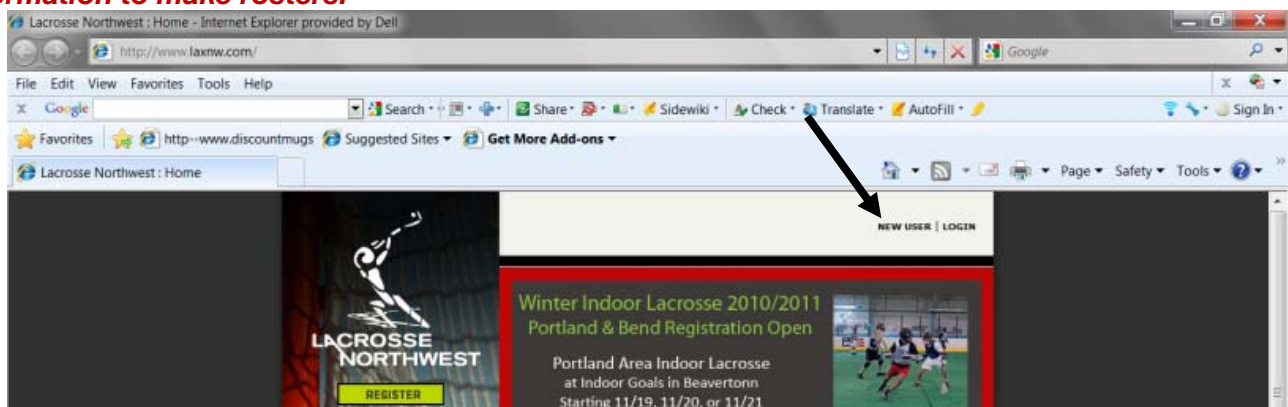 rmation to make rosters.
Lacrosse Northwest : Home - Internet Explorer provided by Dell
http://www.laxnw.com/
Google
File Edit View Favorites Tools Help
x
x Google Search Share Sidewiki Check Translate AutoFill Sign In
Favorites http--www.discountmugs Suggested Sites Get More Add-ons
Lacrosse Northwest : Home Page Safety Tools
NEW USER | LOGIN
LACROSSE
NORTHWEST
REGISTER
Winter Indoor Lacrosse 2010/2011
Portland & Bend Registration Open
Portland Area Indoor Lacrosse
at Indoor Goals in Beavertonn
Starting 11/19, 11/20, or 11/21